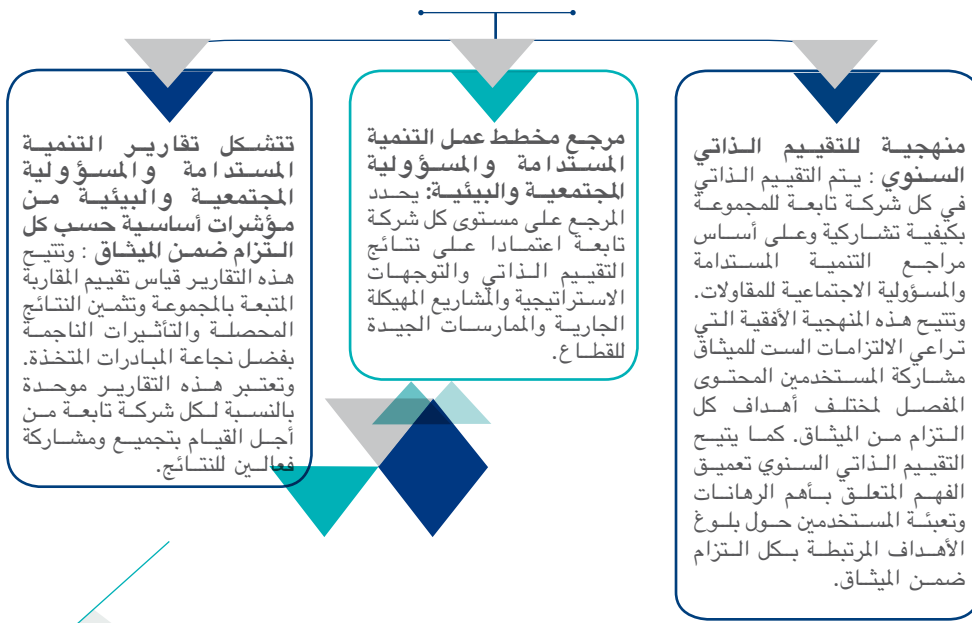 منهجية للتقييم الذاتي
السنوي : يتم التقييم الذاتي
في كل شركة تابعة للمجموعة
بكيفية تشاركية وعلى أساس
مراجع التنمية المستدامة
والمسؤولية الاجتماعية للمقاولات.
وتتيح هذه المنهجية الأفقية التي
تراعي الالتزامات الست للميثاق
مشاركة المستخدمين المحتوى
المفصل لمختلف أهداف كل
التزام من الميثاق. كما يتيح
التقييم الذاتي السنوي تعميق
الفهم المتعلق بأهم الرهانات
وتعبئة المستخدمين حول بلوغ
الأهداف المرتبطة بكل التزام
ضمن الميثاق.
مرجع مخطط عمل التنمية
المستدامة والمسؤولية
المجتمعية والبيئية: يحدد
المرجع على مستوى كل شركة
تابعة اعتمادا على نتائج
التقييم الذاتي والتوجهات
الاستراتيجية والمشاريع المهيكلة
الجارية والممارسات الجيدة
للقطاع.
تتشكل تقارير التنمية
المستدامة والمسؤولية
المجتمعية والبيئية من
مؤشرات أساسية حسب كل
التزام ضمن الميثاق : وتتيح
هذه التقارير قياس تقييم المقاربة
المتبعة بالمجموعة وتثمين النتائج
المحصلة والتأثيرات الناجمة
بفضل نجاعة المبادرات المتخذة.
وتعتبر هذه التقارير موحدة
بالنسبة لكل شركة تابعة من
أجل القيام بتجميع ومشاركة
فعالين للنتائج.